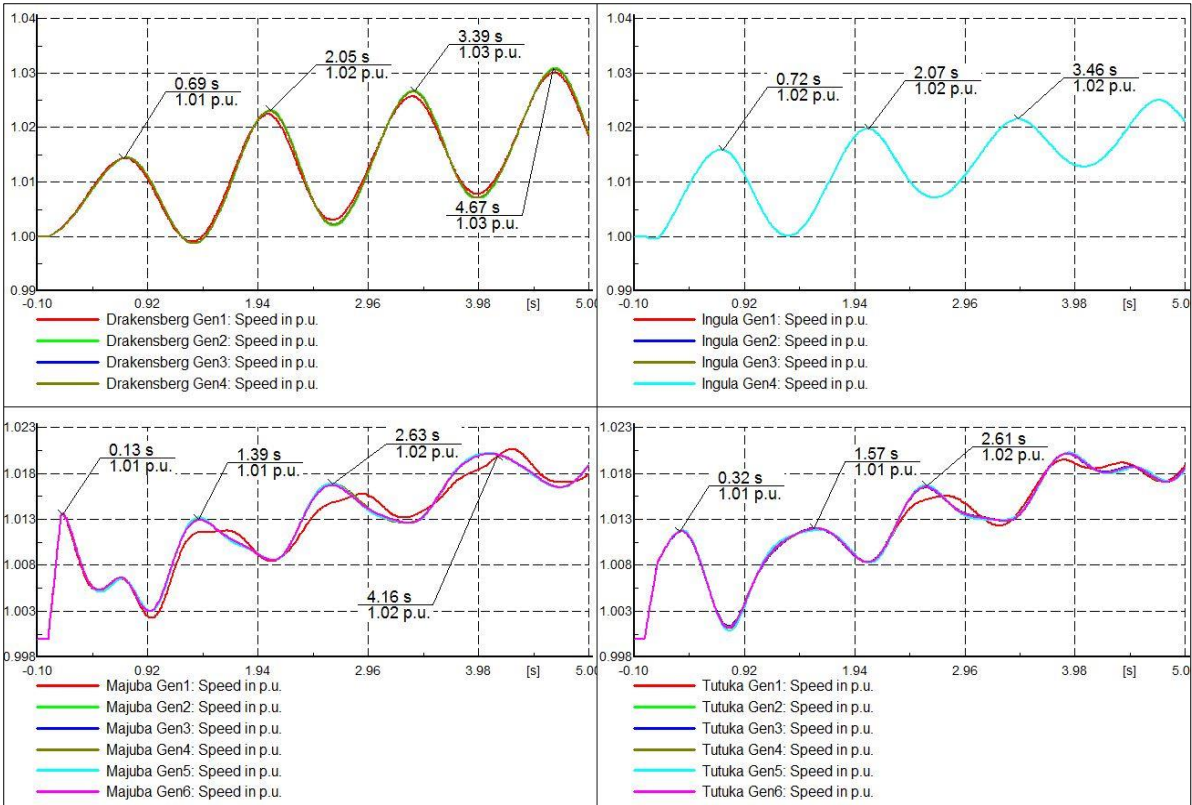 1.04
1.03
1.02
1.01
1.00
0.99
0.69 s
1.01 p.u.
2.05 s
1.02 p.u.
3.39 s
1.03 p.u.
4.67 s
1.03 p.u.
-0.10 0.92 1.94 2.96 3.98 [s] 5.00
Drakensberg Gen1: Speed in p.u.
Drakensberg Gen2: Speed in p.u.
Drakensberg Gen3: Speed in p.u.
Drakensberg Gen4: Speed in p.u.
1.04
1.03
1.02
1.01
1.00
0.99
0.72 s
1.02 p.u.
2.07 s
1.02 p.u.
3.46 s
1.02 p.u.
-0.10 0.92 1.94 2.96 3.98 [s] 5.00
Ingula Gen1: Speed in p.u.
Ingula Gen2: Speed in p.u.
Ingula Gen3: Speed in p.u.
Ingula Gen4: Speed in p.u.
1.023
1.018
1.013
1.008
1.003
0.998
0.13 s
1.01 p.u.
1.39 s
1.01 p.u.
2.63 s
1.02 p.u.
4.16 s
1.02 p.u.
-0.10 0.92 1.94 2.96 3.98 [s] 5.00
Majuba Gen1: Speed in p.u.
Majuba Gen2: Speed in p.u.
Majuba Gen3: Speed in p.u.
Majuba Gen4: Speed in p.u.
Majuba Gen5: Speed in p.u.
Majuba Gen6: Speed in p.u.
1.023
1.018
1.013
1.008
1.003
0.998
0.32 s
1.01 p.u.
1.57 s
1.01 p.u.
2.61 s
1.02 p.u.
-0.10 0.92 1.94 2.96 3.98 [s] 5.00
Tutuka Gen1: Speed in p.u.
Tutuka Gen2: Speed in p.u.
Tutuka Gen3: Speed in p.u.
Tutuka Gen4: Speed in p.u.
Tutuka Gen5: Speed in p.u.
Tutuka Gen6: Speed in p.u.